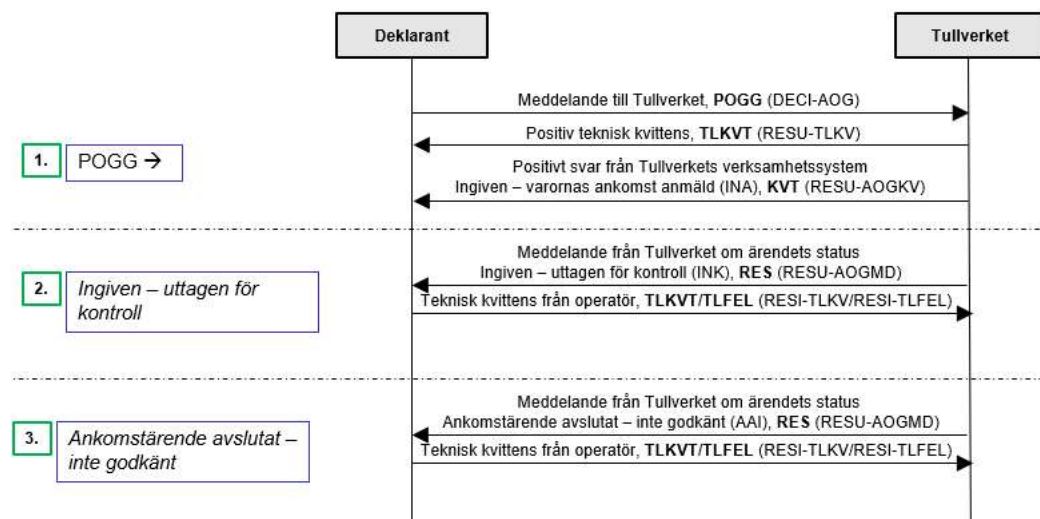 Deklarant
Tullverket
Meddelande till Tullverket, POGG (DECI-AOG)
Positiv teknisk kvittens, TLKVT (RESU-TLKV)
1.
POGG →
Positivt svar från Tullverkets verksamhetssystem
Ingiven – varornas ankomst anmäld (INA), KVT (RESU-AOGKV)
Meddelande från Tullverket om ärendets status
Ingiven – uttagen för kontroll (INK), RES (RESU-AOGMD)
2.
Ingiven – uttagen för
kontroll
Teknisk kvittens från operatör, TLKVT/TLFEL (RESI-TLKV/RESI-TLFEL)
Meddelande från Tullverket om ärendets status
Ankomstärende avslutat – inte godkänt (AAI), RES (RESU-AOGMD)
3.
Ankomstärende avslutat –
inte godkänt
Teknisk kvittens från operatör, TLKVT/TLFEL (RESI-TLKV/RESI-TLFEL)